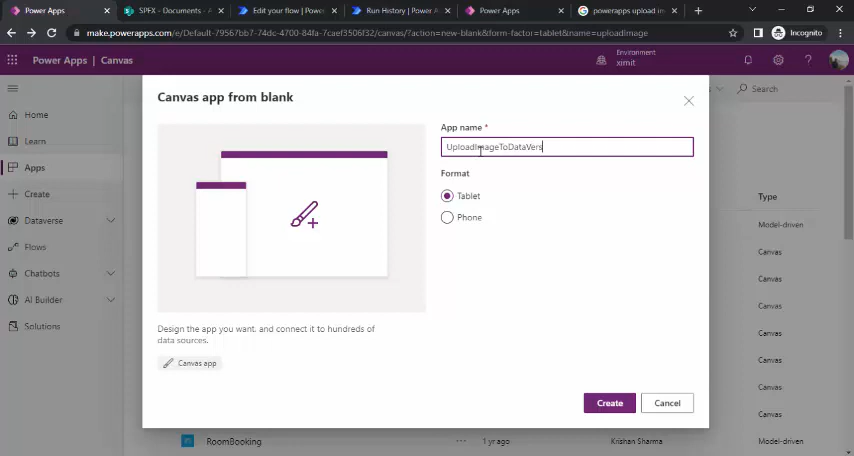 Power Apps
SPFX - Documents - A
Edit your flow | Power
Run History | Power A
Power Apps
powerapps upload im
make.powerapps.com/e/Default-79567bb7-74dc-4700-84fa-7caef3506f32/canvas/?action=new-blank&form-factor=tablet&name=uploadImage
Incognito
Power Apps | Canvas
Environment
ximit
Search
Home
Learn
Apps
Create
Dataverse
Flows
Chatbots
AI Builder
Solutions
Canvas app from blank
App name *
UploadImageToDataVers
Format
Tablet
Phone
Design the app you want, and connect it to hundreds of
data sources.
Canvas app
Create
Cancel
Type
Model-driven
Canvas
Canvas
Canvas
Canvas
Canvas
Canvas
Canvas
RoomBooking
1 yr ago
Krishan Sharma
Model-driven